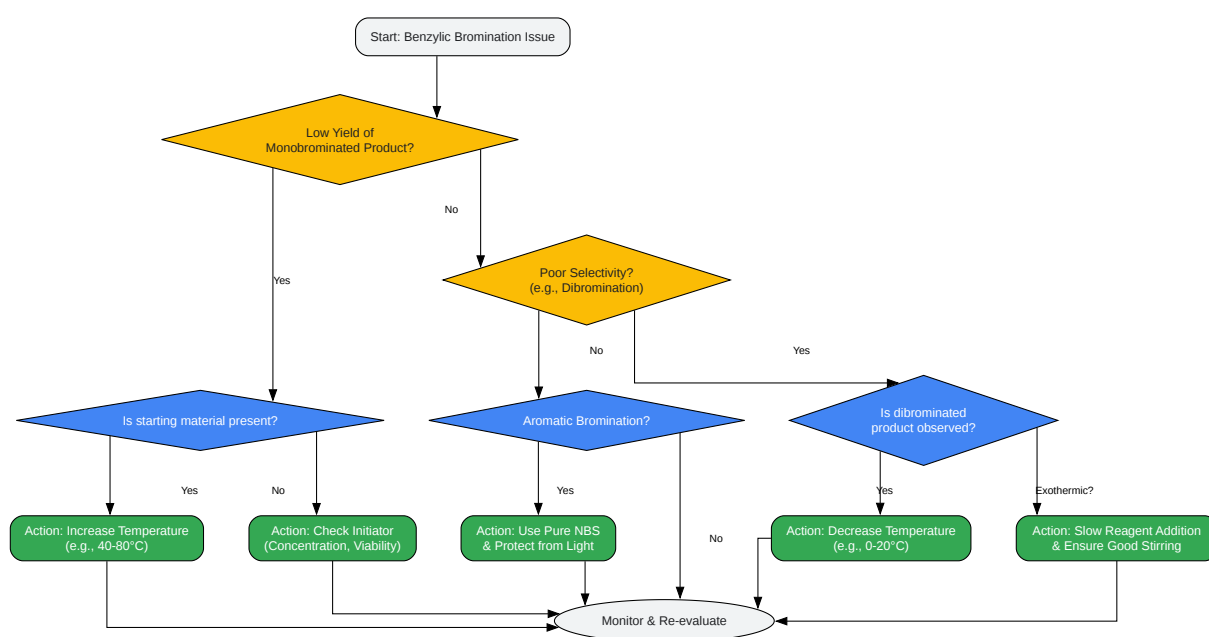 Start: Benzylic Bromination Issue
Low Yield of
Monobrominated Product?
No
Yes
Poor Selectivity?
(e.g., Dibromination)
No
Yes
Is starting material present?
Aromatic Bromination?
Is dibrominated
product observed?
Yes
No
Yes
Yes
Exothermic?
Action: Increase Temperature
(e.g., 40-80°C)
Action: Check Initiator
(Concentration, Viability)
Action: Use Pure NBS
& Protect from Light
No
Action: Decrease Temperature
(e.g., 0-20°C)
Action: Slow Reagent Addition
& Ensure Good Stirring
Monitor & Re-evaluate